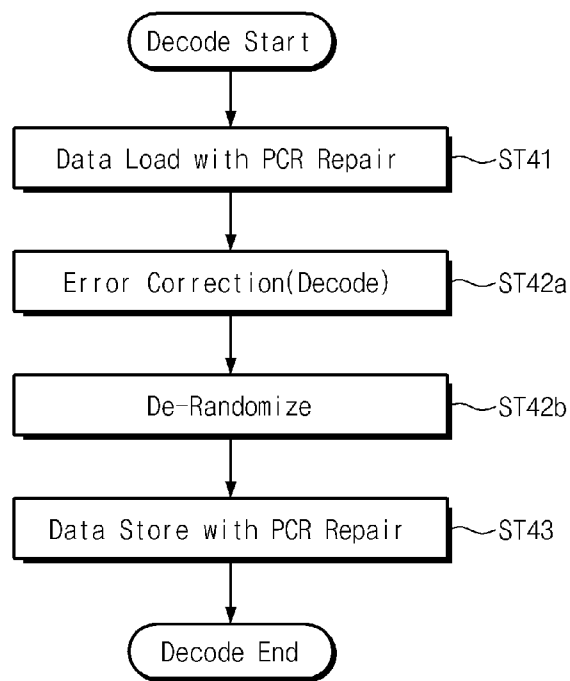 Decode Start
Data Load with PCR Repair
ST41
Error Correction(Decode)
ST42a
De-Randomize
ST42b
Data Store with PCR Repair
ST43
Decode End